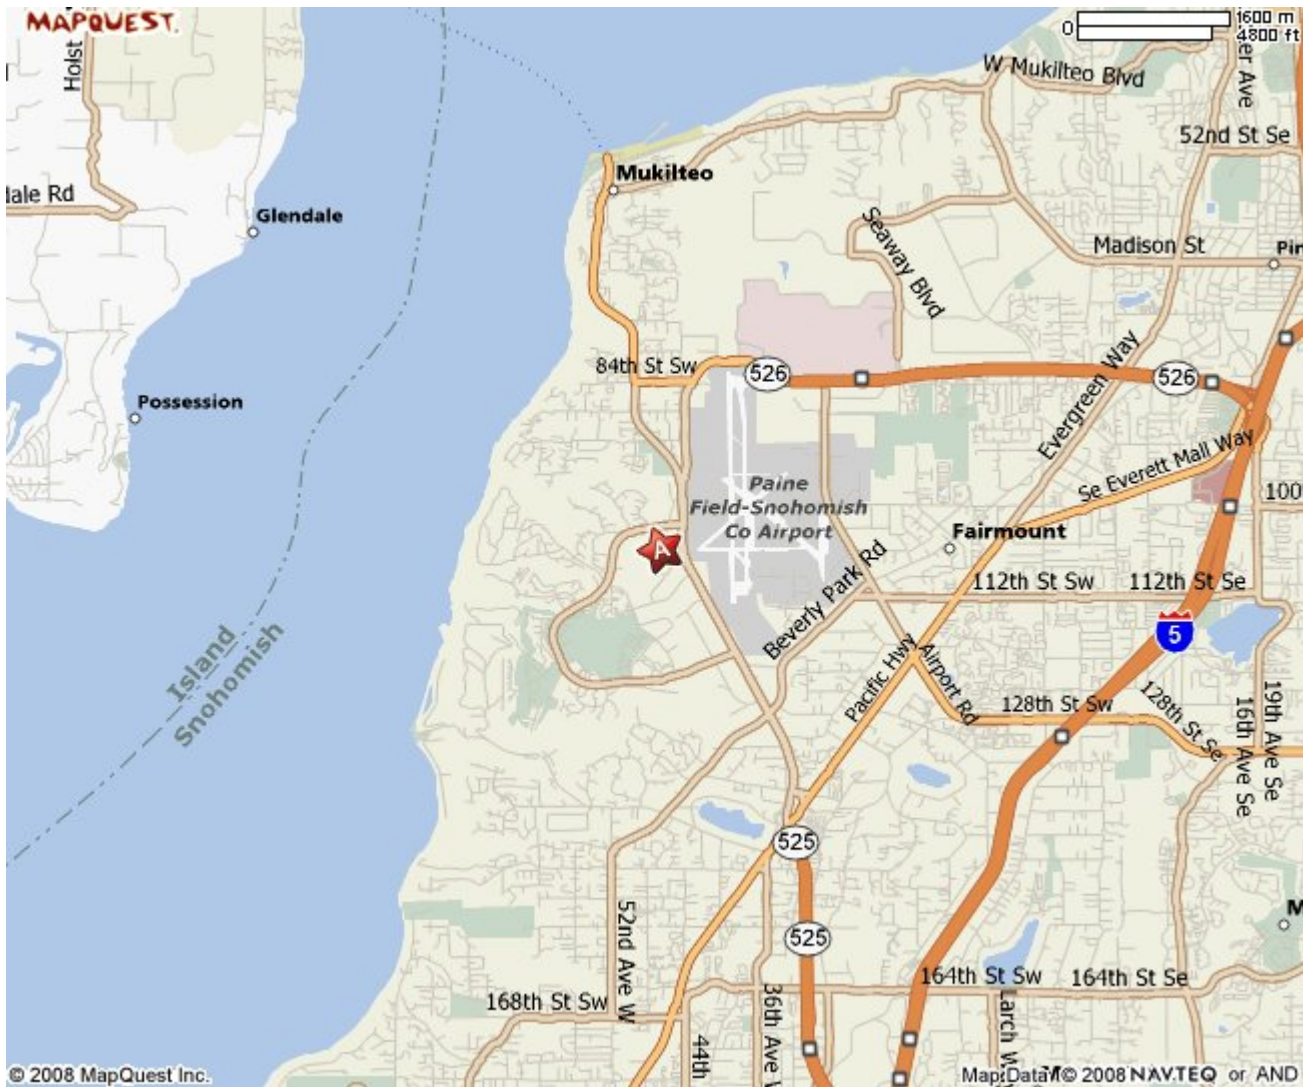 MAPQUEST.
0
1600 m
4800 ft
Holst
W Mukilteo Blvd
52nd St Se
Mukilteo
Glendale
Seaway Blvd
Madison St
84th St Sw
526
526
Possession
Evergreen Way
Se Everett Mall Way
Paine
Field-Snohomish
Co Airport
100
Fairmount
A
Beverly Park Rd
112th St Sw
112th St Se
5
Island
Snohomish
Pacific Hwy
Airport Rd
128th St Sw
128th St Se
16th Ave Se
19th Ave Se
525
525
52nd Ave W
164th St Sw
164th St Se
168th St Sw
44th
36th Ave
© 2008 MapQuest Inc.
Map Data © 2008 NAVTEQ or AND